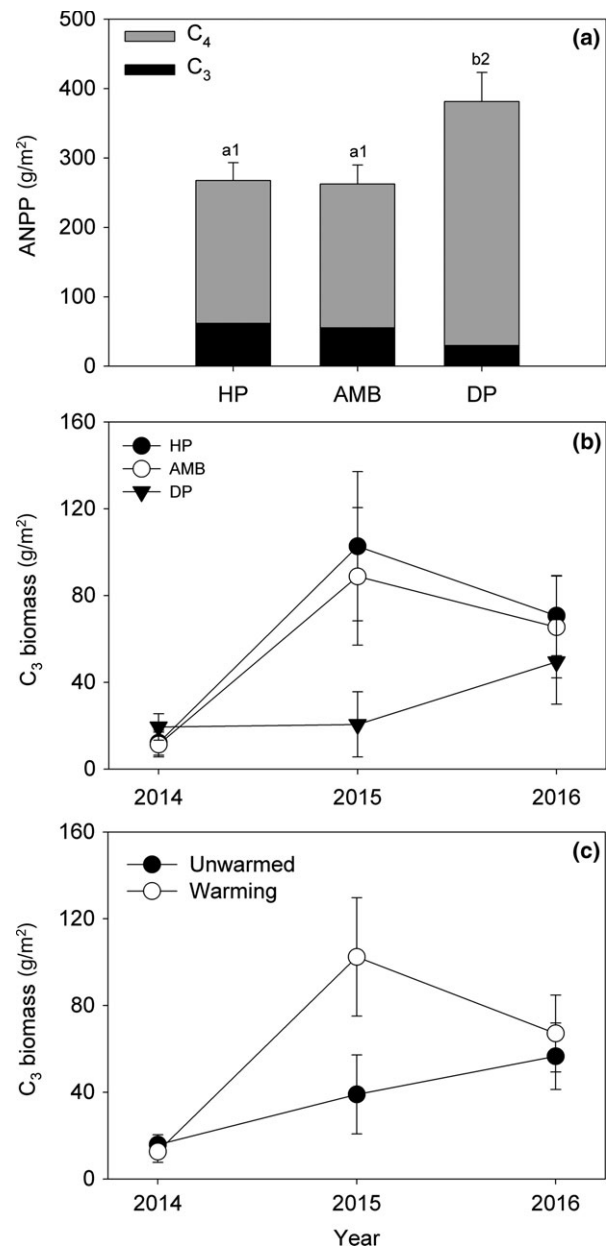 500
(a)
C4
C3
400
b2
300
a1
a1
200
100
0
ANPP (g/m²)
HP AMB DP
160
(b)
HP
AMB
DP
120
80
40
0
C3 biomass (g/m²)
2014 2015 2016
160
(c)
Unwarmed
Warming
120
80
40
0
C3 biomass (g/m²)
2014 2015 2016
Year